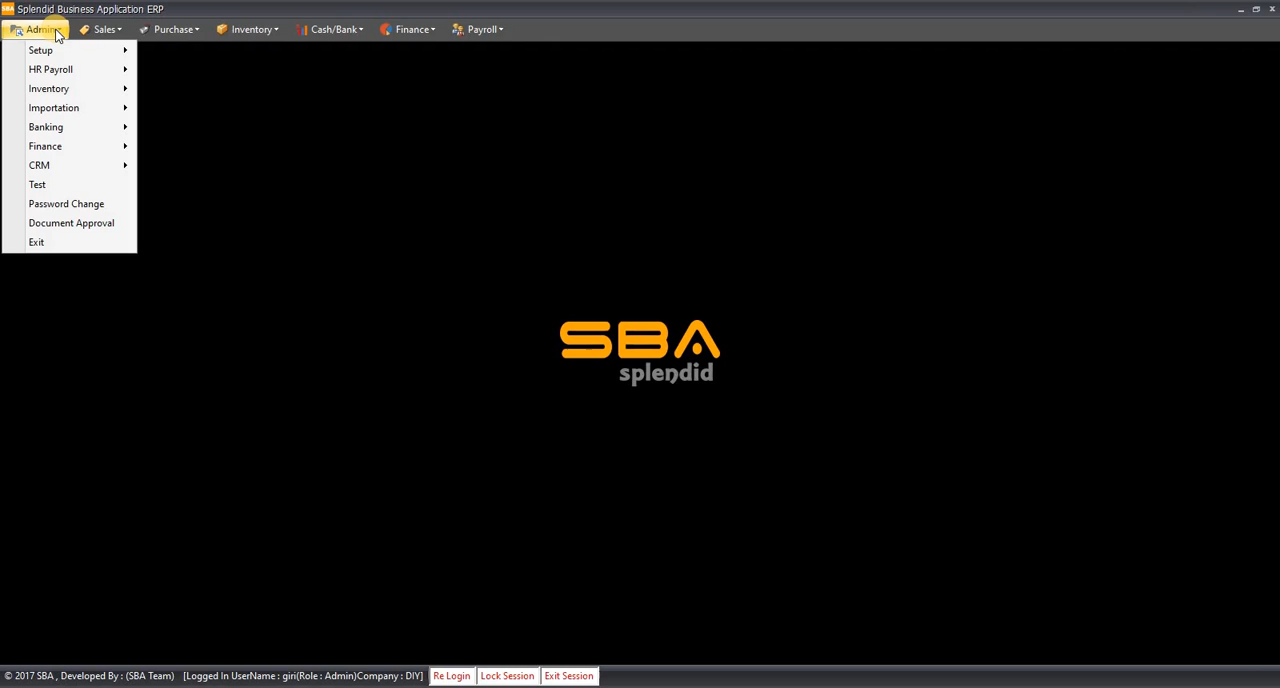 SBA Splendid Business Application ERP
Admin Sales Purchase Inventory Cash/Bank Finance Payroll
Setup
HR Payroll
Inventory
Importation
Banking
Finance
CRM
Test
Password Change
Document Approval
Exit
SBA
splendid
© 2017 SBA , Developed By : (SBA Team) [Logged In UserName : giri(Role : Admin)Company : DIY] Re Login Lock Session Exit Session